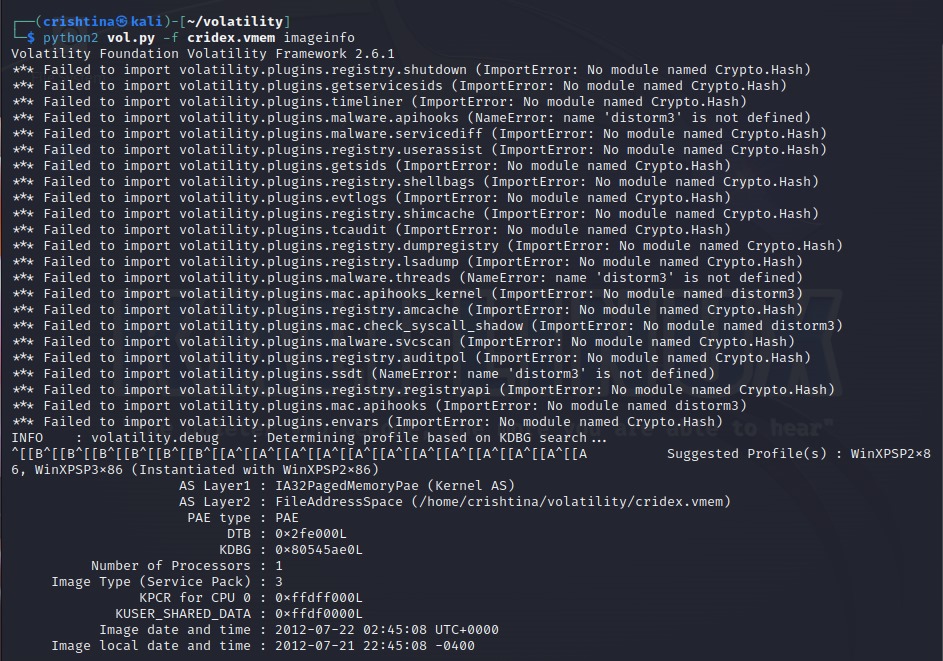 ┌──(crishtina㉿kali)-[~/volatility]
└─$ python2 vol.py -f cridex.vmem imageinfo
Volatility Foundation Volatility Framework 2.6.1
*** Failed to import volatility.plugins.registry.shutdown (ImportError: No module named Crypto.Hash)
*** Failed to import volatility.plugins.getservicesids (ImportError: No module named Crypto.Hash)
*** Failed to import volatility.plugins.timeliner (ImportError: No module named Crypto.Hash)
*** Failed to import volatility.plugins.malware.apihooks (NameError: name 'distorm3' is not defined)
*** Failed to import volatility.plugins.malware.servicediff (ImportError: No module named Crypto.Hash)
*** Failed to import volatility.plugins.registry.userassist (ImportError: No module named Crypto.Hash)
*** Failed to import volatility.plugins.getsids (ImportError: No module named Crypto.Hash)
*** Failed to import volatility.plugins.registry.shellbags (ImportError: No module named Crypto.Hash)
*** Failed to import volatility.plugins.evtlogs (ImportError: No module named Crypto.Hash)
*** Failed to import volatility.plugins.registry.shimcache (ImportError: No module named Crypto.Hash)
*** Failed to import volatility.plugins.tcaudit (ImportError: No module named Crypto.Hash)
*** Failed to import volatility.plugins.registry.dumpregistry (ImportError: No module named Crypto.Hash)
*** Failed to import volatility.plugins.registry.lsadump (ImportError: No module named Crypto.Hash)
*** Failed to import volatility.plugins.malware.threads (NameError: name 'distorm3' is not defined)
*** Failed to import volatility.plugins.mac.apihooks_kernel (ImportError: No module named distorm3)
*** Failed to import volatility.plugins.registry.amcache (ImportError: No module named Crypto.Hash)
*** Failed to import volatility.plugins.mac.check_syscall_shadow (ImportError: No module named distorm3)
*** Failed to import volatility.plugins.malware.svcscan (ImportError: No module named Crypto.Hash)
*** Failed to import volatility.plugins.registry.auditpol (ImportError: No module named Crypto.Hash)
*** Failed to import volatility.plugins.ssdt (NameError: name 'distorm3' is not defined)
*** Failed to import volatility.plugins.registry.registryapi (ImportError: No module named Crypto.Hash)
*** Failed to import volatility.plugins.mac.apihooks (ImportError: No module named distorm3)
*** Failed to import volatility.plugins.envars (ImportError: No module named Crypto.Hash)
INFO    : volatility.debug    : Determining profile based on KDBG search...
^[[B^[[B^[[B^[[B^[[B^[[B^[[A^[[A^[[A^[[A^[[A^[[A^[[A^[[A^[[A^[[A^[[A^[[A          Suggested Profile(s) : WinXPSP2x8
6, WinXPSP3x86 (Instantiated with WinXPSP2x86)
AS Layer1 : IA32PagedMemoryPae (Kernel AS)
AS Layer2 : FileAddressSpace (/home/crishtina/volatility/cridex.vmem)
PAE type : PAE
DTB : 0x2fe000L
KDBG : 0x80545ae0L
Number of Processors : 1
Image Type (Service Pack) : 3
KPCR for CPU 0 : 0xffdff000L
KUSER_SHARED_DATA : 0xffdf0000L
Image date and time : 2012-07-22 02:45:08 UTC+0000
Image local date and time : 2012-07-21 22:45:08 -0400